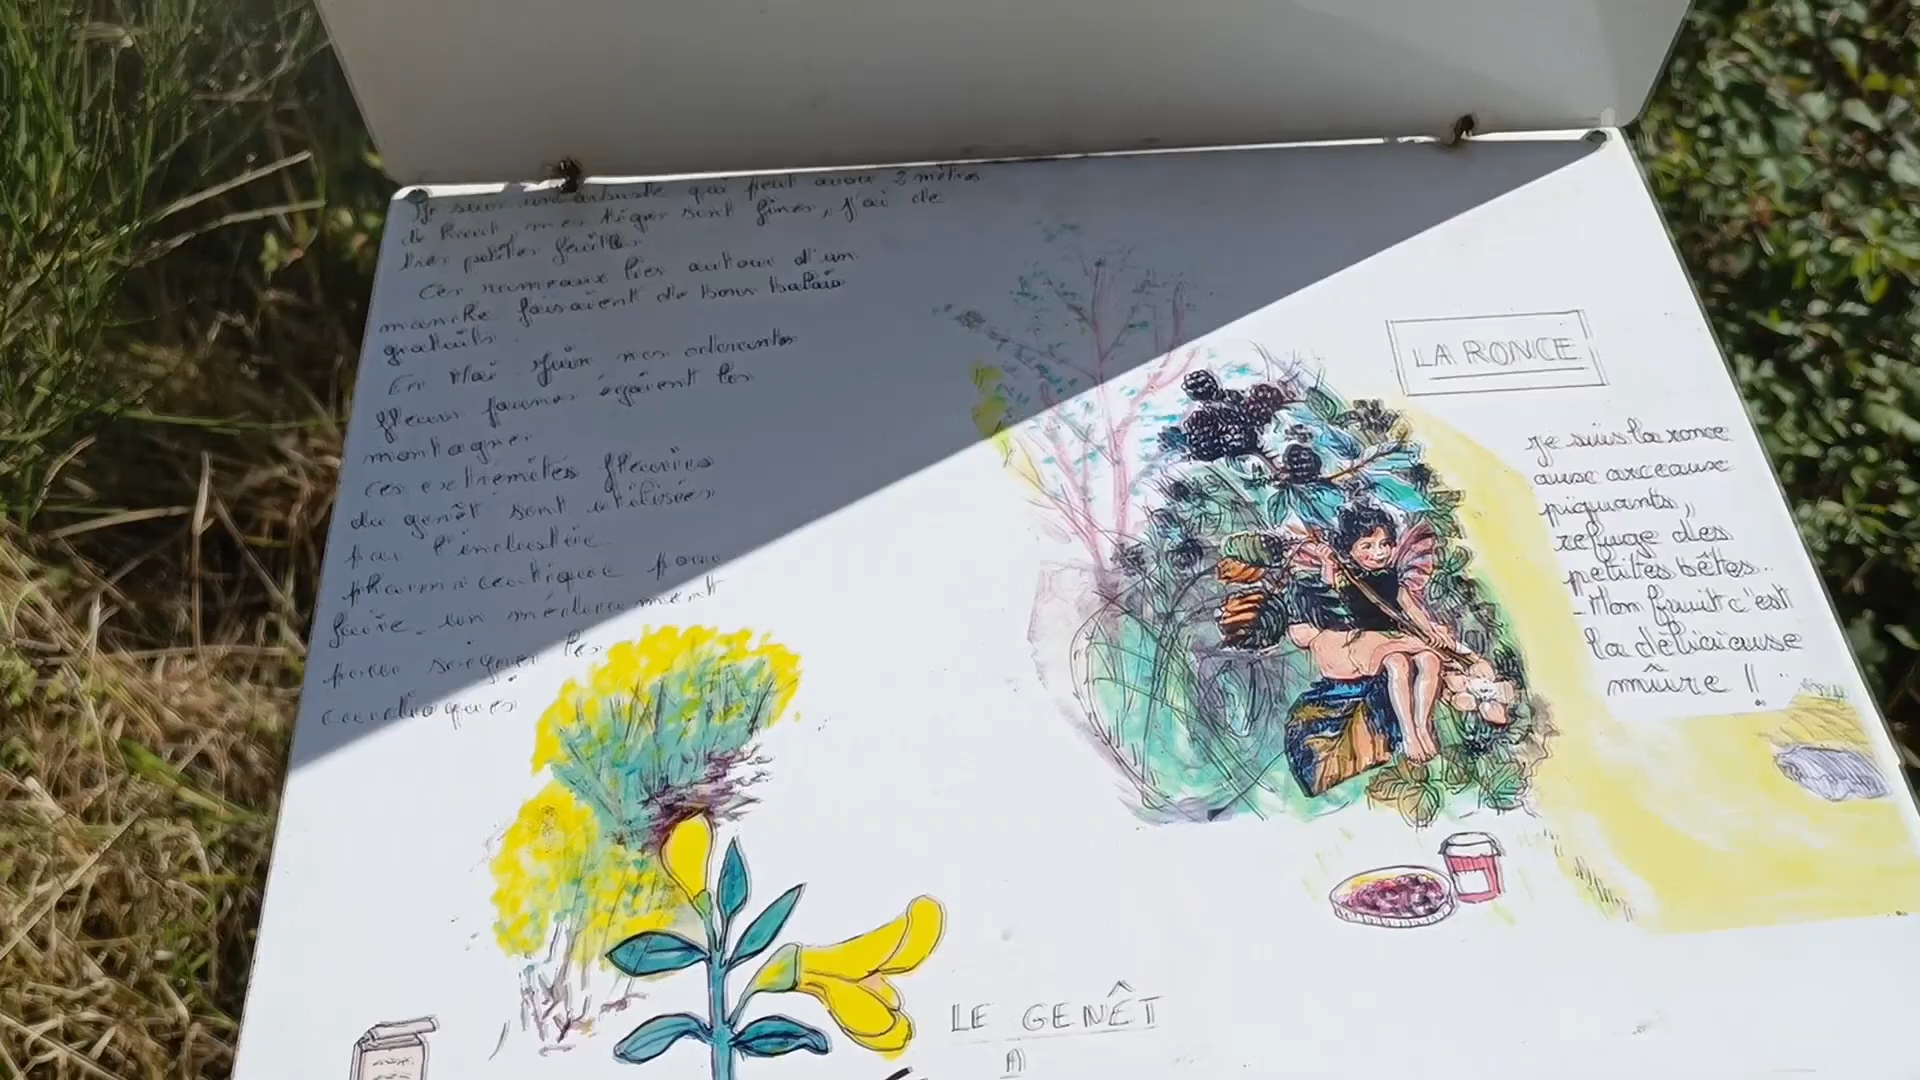 Je suis un arbuste qui peut avoir 2 mètres
de haut, mes tiges sont fines, j'ai de
très petites feuilles
Ces rameaux liés autour d'un
manche faisaient de bons balais
gratuits.
En Mai Juin mes odorantes
fleurs jaunes égaient les
montagnes
ces extrémités fleuries
du genêt sont utilisées
par l'industrie
pharmaceutique pour
faire un médicament
pour soigner les
cardiaques
LA RONCE
Je suis la ronce
aux arceaux
piquants,
refuge des
petites bêtes..
- Mon fruit c'est
la délicieuse
mûre !!
LE GENÊT
A